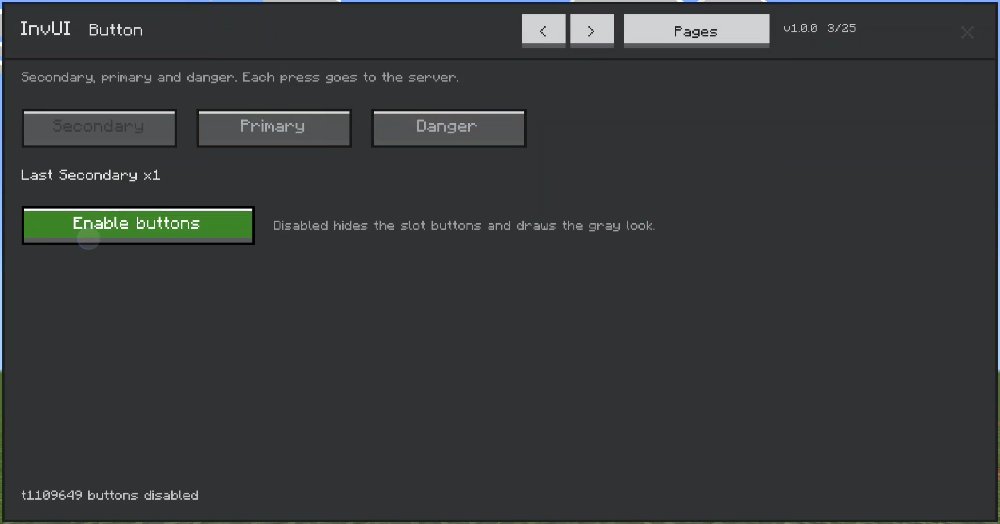 InvUI Button < > Pages v1.0.0 3/25 ×
Secondary, primary and danger. Each press goes to the server.
Secondary Primary Danger
Last Secondary x1
Enable buttons Disabled hides the slot buttons and draws the gray look.
t1109649 buttons disabled